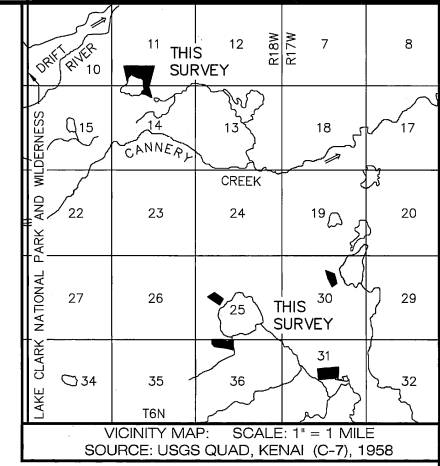 DRIFT
RIVER
10
11
THIS
SURVEY
12
R18W
R17W
7
8
15
14
13
18
17
CANNERY
CREEK
LAKE CLARK NATIONAL PARK AND WILDERNESS
22
23
24
19
20
27
26
25
THIS
SURVEY
30
29
34
35
36
31
32
T6N
VICINITY MAP: SCALE: 1" = 1 MILE
SOURCE: USGS QUAD, KENAI (C-7), 1958